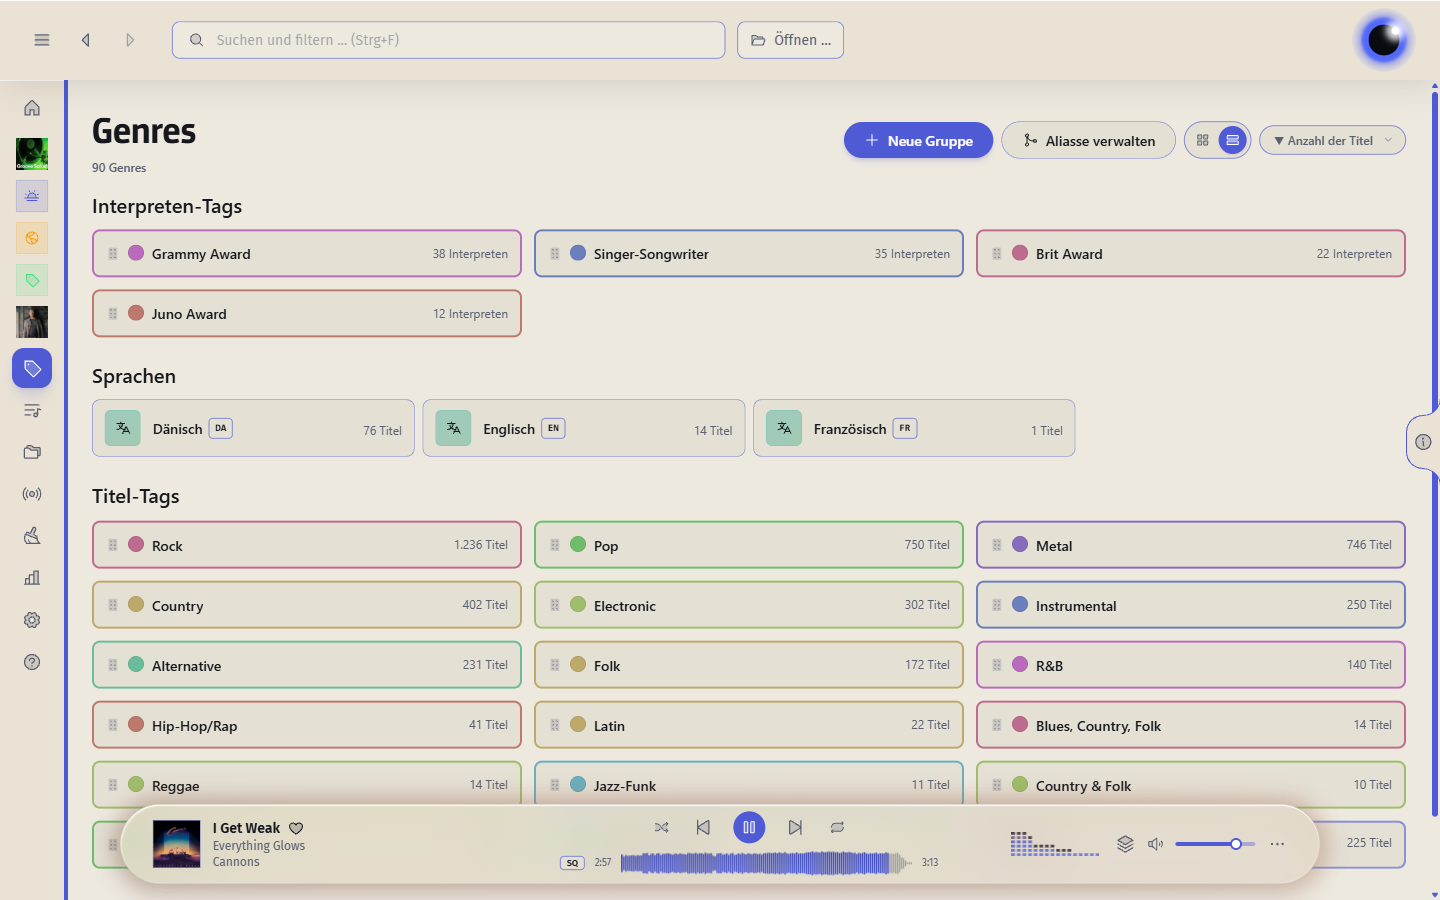 Suchen und filtern ... (Strg+F)
Öffnen ...
Genres
90 Genres
Neue Gruppe
Aliasse verwalten
▼ Anzahl der Titel
Interpreten-Tags
Grammy Award 38 Interpreten
Singer-Songwriter 35 Interpreten
Brit Award 22 Interpreten
Juno Award 12 Interpreten
Sprachen
Dänisch DA 76 Titel
Englisch EN 14 Titel
Französisch FR 1 Titel
Titel-Tags
Rock 1.236 Titel
Pop 750 Titel
Metal 746 Titel
Country 402 Titel
Electronic 302 Titel
Instrumental 250 Titel
Alternative 231 Titel
Folk 172 Titel
R&B 140 Titel
Hip-Hop/Rap 41 Titel
Latin 22 Titel
Blues, Country, Folk 14 Titel
Reggae 14 Titel
Jazz-Funk 11 Titel
Country & Folk 10 Titel
225 Titel
I Get Weak
Everything Glows
Cannons
SQ 2:57
3:13